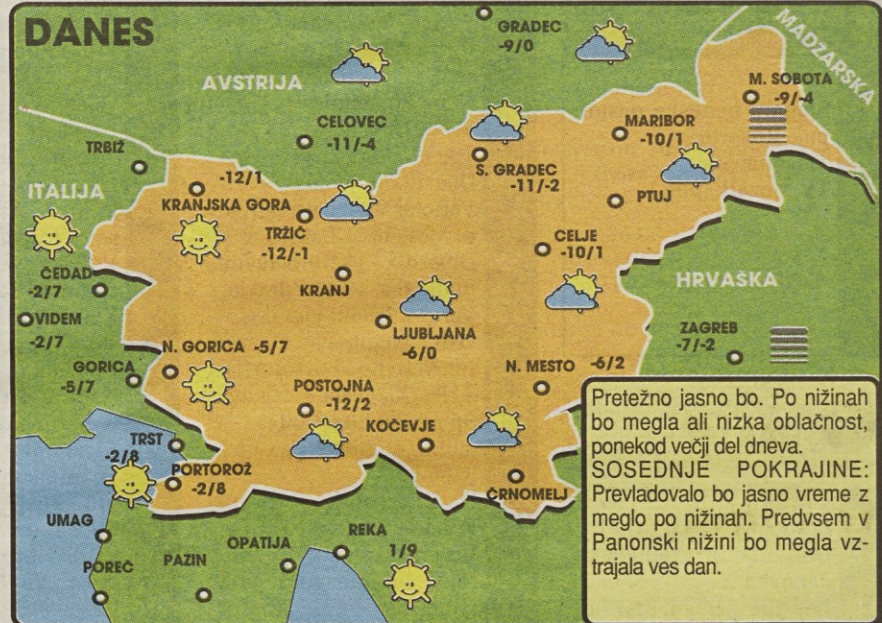 DANES
GRADEC
-9/0
MADŽARSKA
AVSTRIJA
M. SOBOTA
-9/-4
CELOVEC
-11/-4
MARIBOR
-10/1
TRBIŽ
S. GRADEC
-11/-2
-12/1
KRANJSKA GORA
ITALIJA
PTUJ
TRŽIČ
-12/-1
CELJE
-10/1
ČEDAD
-2/7
KRANJ
HRVAŠKA
VIDEM
-2/7
LJUBLJANA
-6/0
ZAGREB
-7/-2
N. GORICA -5/7
GORICA
-5/7
N. MESTO -6/2
POSTOJNA
-12/2
KOČEVJE
TRST
-2/8
PORTOROŽ
-2/8
ČRNOMELJ
UMAG
REKA
1/9
OPATIJA
PAZIN
POREČ
Pretežno jasno bo. Po nižinah
bo megla ali nizka oblačnost,
ponekod večji del dneva.
SOSEDNJE POKRAJINE:
Prevladovalo bo jasno vreme z
meglo po nižinah. Predvsem v
Panonski nižini bo megla vz-
trajala ves dan.